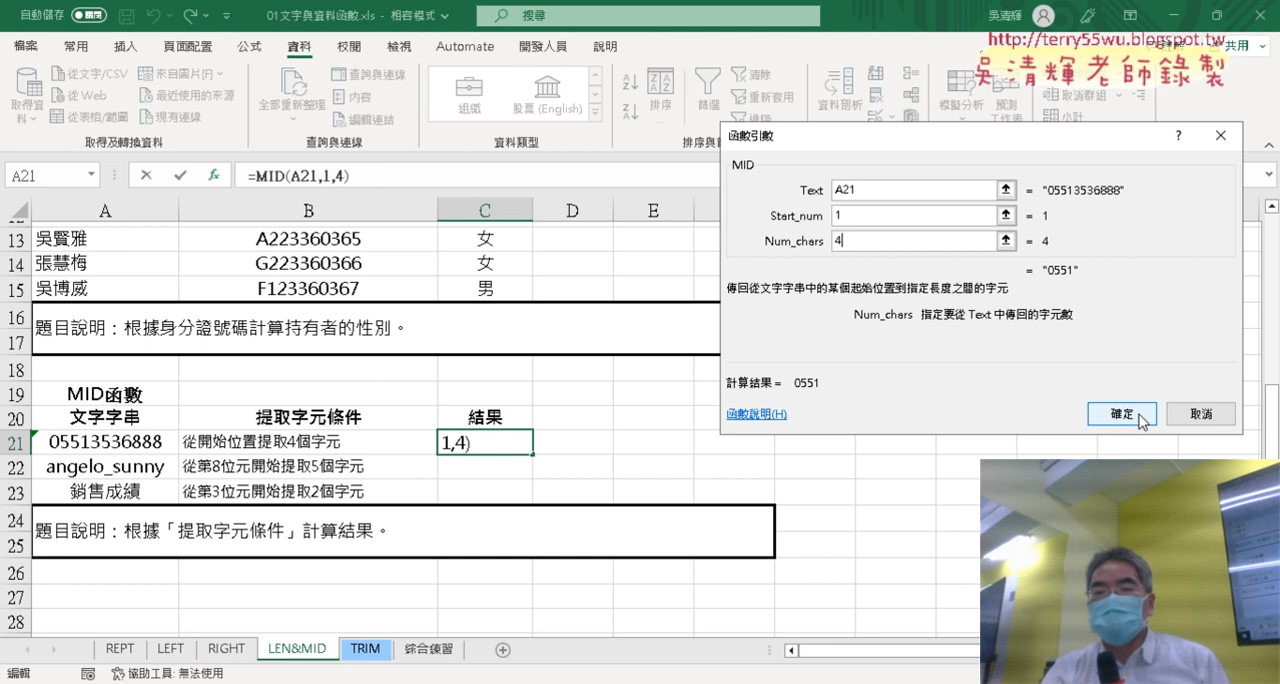 自動儲存
01文字與資料函數.xls - 相容模式
搜尋
吳清輝
http://terry55wu.blogspot.tw
吳清輝老師錄製
檔案 常用 插入 頁面配置 公式 資料 校閱 檢視 Automate 開發人員 說明
共用
從文字/CSV
從 Web
從表格/範圍
來自圖片(F)
最近使用的來源
現有連線
全部重新整理
查詢與連線
內容
編輯連結
組織
股票 (English)
排序
篩選
清除
重新套用
進階
資料剖析
模擬分析
預測
工作表
取消群組
小計
取得及轉換資料
查詢與連線
資料類型
A21
fx
=MID(A21,1,4)
函數引數
?
MID
Text A21 = "05513536888"
Start_num 1 = 1
Num_chars 4 = 4
= "0551"
傳回從文字字串中的某個起始位置到指定長度之間的字元
Num_chars 指定要從 Text 中傳回的字元數
計算結果 = 0551
函數說明(H)
確定
取消
A B C D E
13 吳賢雅 A223360365 女
14 張慧梅 G223360366 女
15 吳博威 F123360367 男
16
題目說明：根據身分證號碼計算持有者的性別。
17
18
19 MID函數
20 文字字串 提取字元條件 結果
21 05513536888 從開始位置提取4個字元 1,4)
22 angelo_sunny 從第8位元開始提取5個字元
23 銷售成績 從第3位元開始提取2個字元
24
題目說明：根據「提取字元條件」計算結果。
25
26
27
28
REPT LEFT RIGHT LEN&MID TRIM 綜合練習
編輯
協助工具: 無法使用